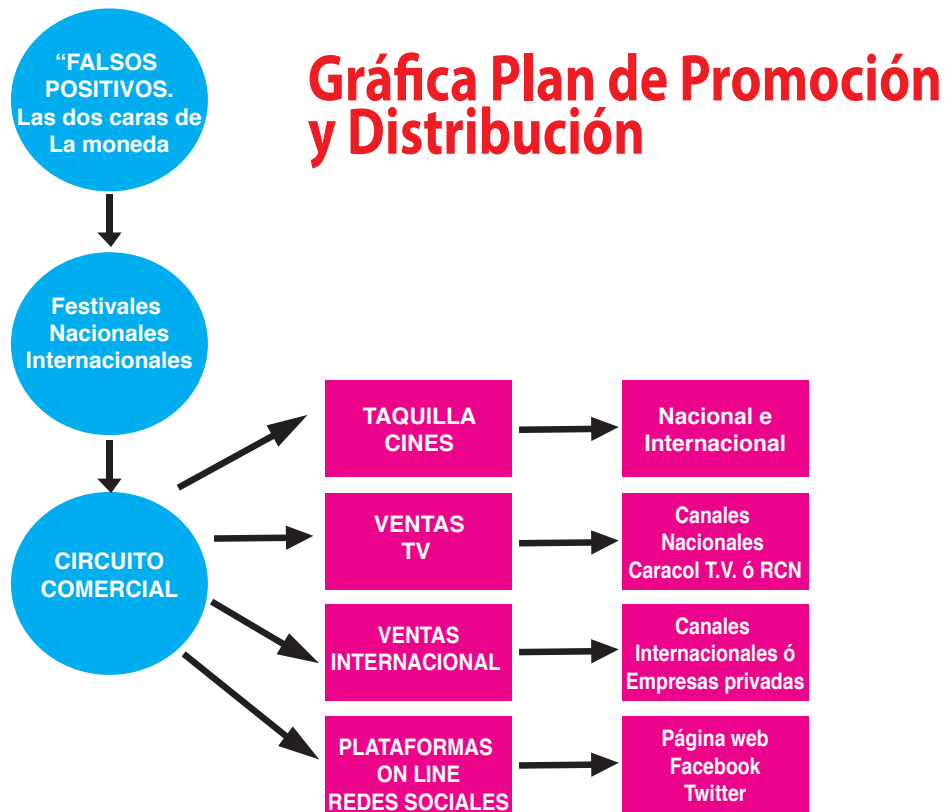 Gráfica Plan de Promoción
y Distribución
“FALSOS
POSITIVOS.
Las dos caras de
La moneda
Festivales
Nacionales
Internacionales
CIRCUITO
COMERCIAL
TAQUILLA
CINES
Nacional e
Internacional
VENTAS
TV
Canales
Nacionales
Caracol T.V. ó RCN
VENTAS
INTERNACIONAL
Canales
Internacionales ó
Empresas privadas
PLATAFORMAS
ON LINE
REDES SOCIALES
Página web
Facebook
Twitter